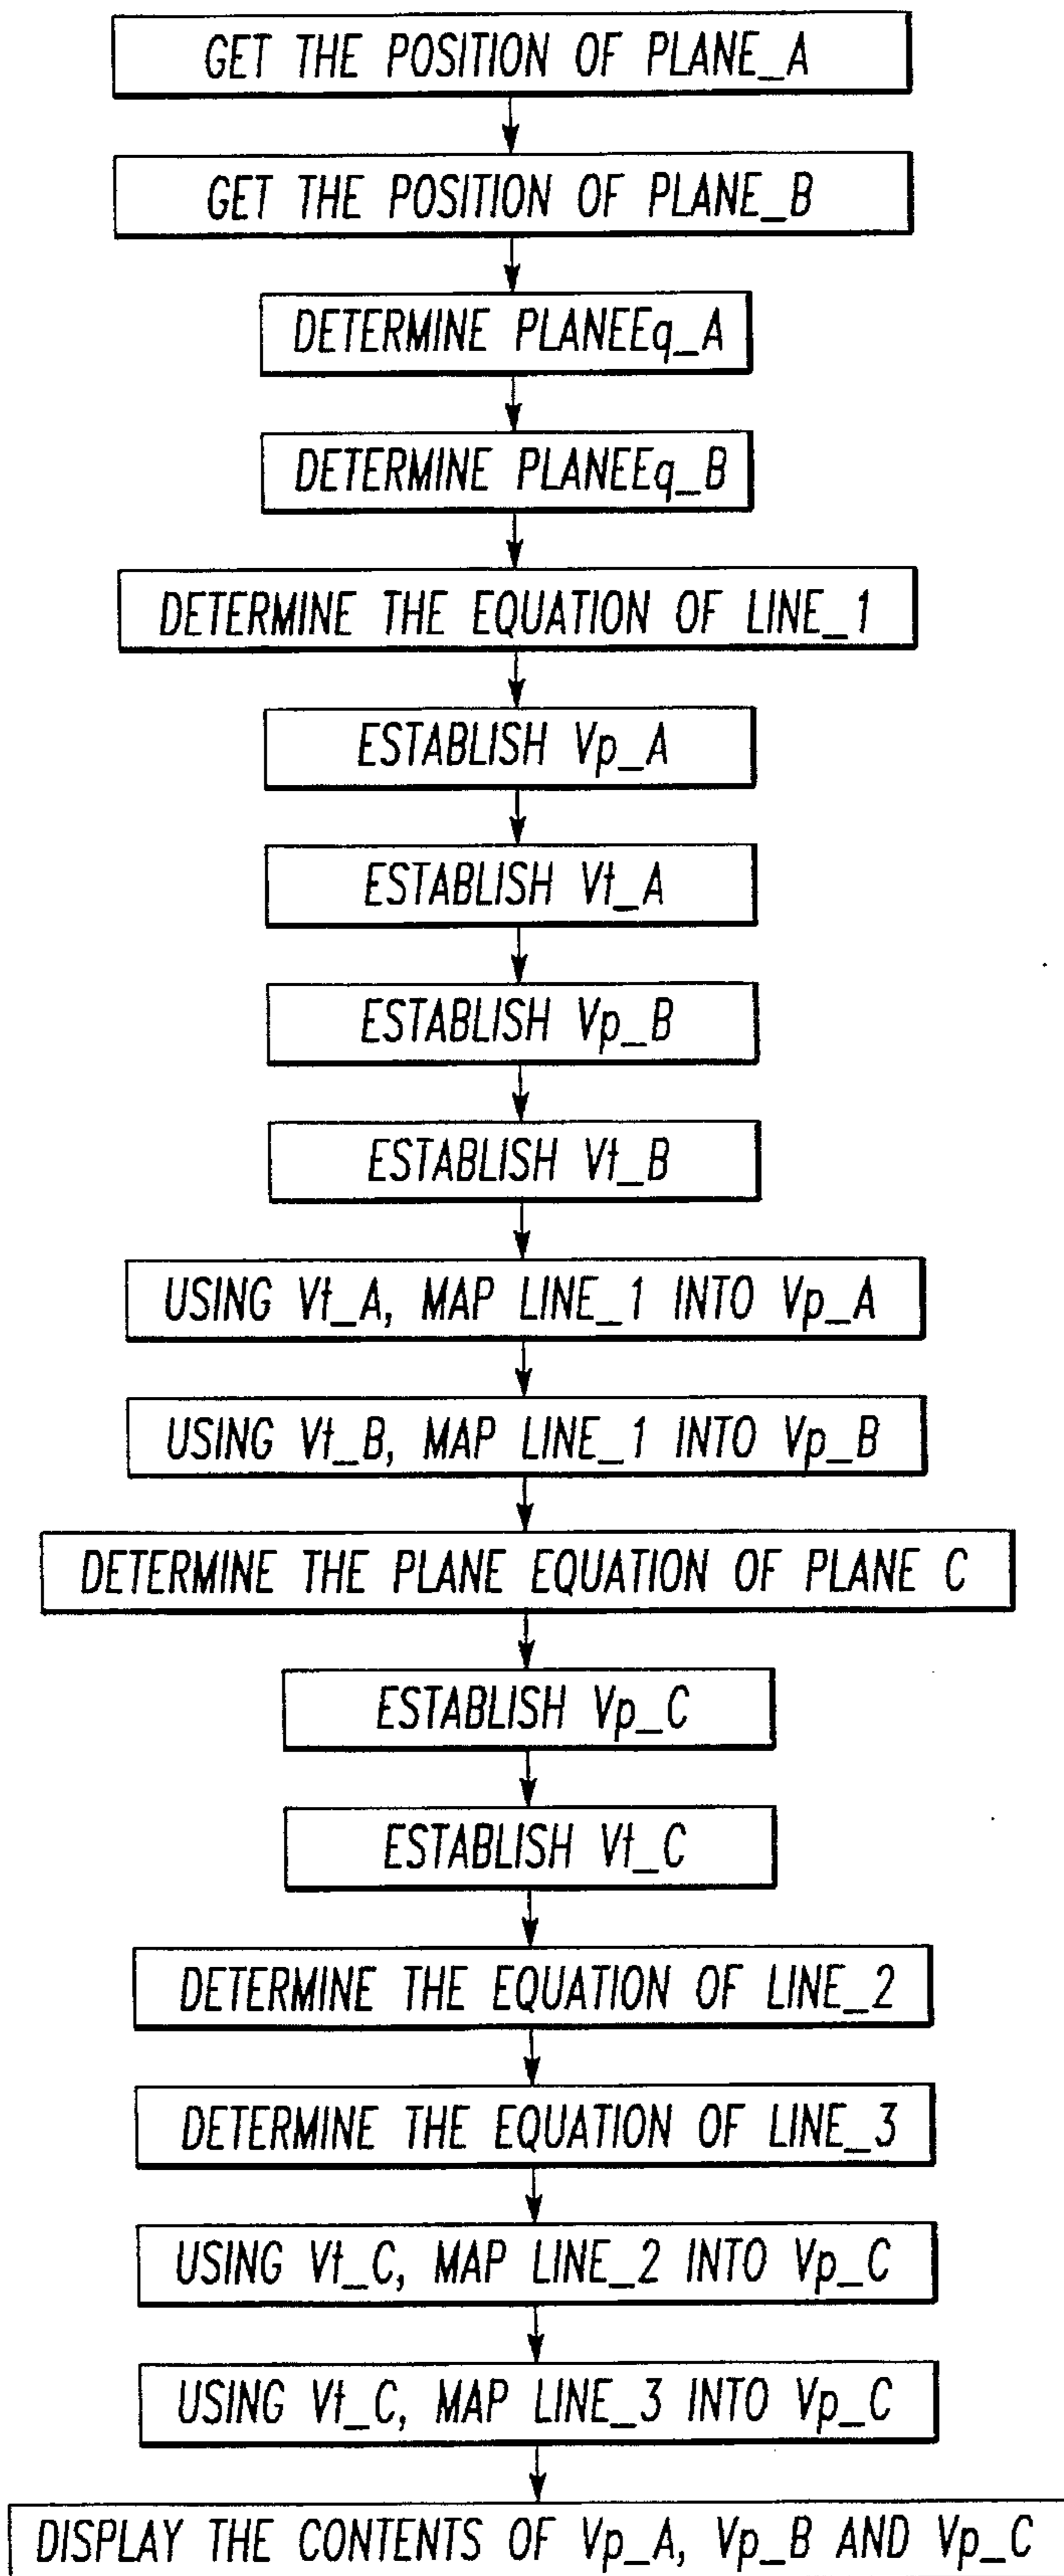 GET THE POSITION OF PLANE_A
GET THE POSITION OF PLANE_B
DETERMINE PLANEEq_A
DETERMINE PLANEEq_B
DETERMINE THE EQUATION OF LINE_1
ESTABLISH Vp_A
ESTABLISH Vt_A
ESTABLISH Vp_B
ESTABLISH Vt_B
USING Vt_A, MAP LINE_1 INTO Vp_A
USING Vt_B, MAP LINE_1 INTO Vp_B
DETERMINE THE PLANE EQUATION OF PLANE C
ESTABLISH Vp_C
ESTABLISH Vt_C
DETERMINE THE EQUATION OF LINE_2
DETERMINE THE EQUATION OF LINE_3
USING Vt_C, MAP LINE_2 INTO Vp_C
USING Vt_C, MAP LINE_3 INTO Vp_C
DISPLAY THE CONTENTS OF Vp_A, Vp_B AND Vp_C